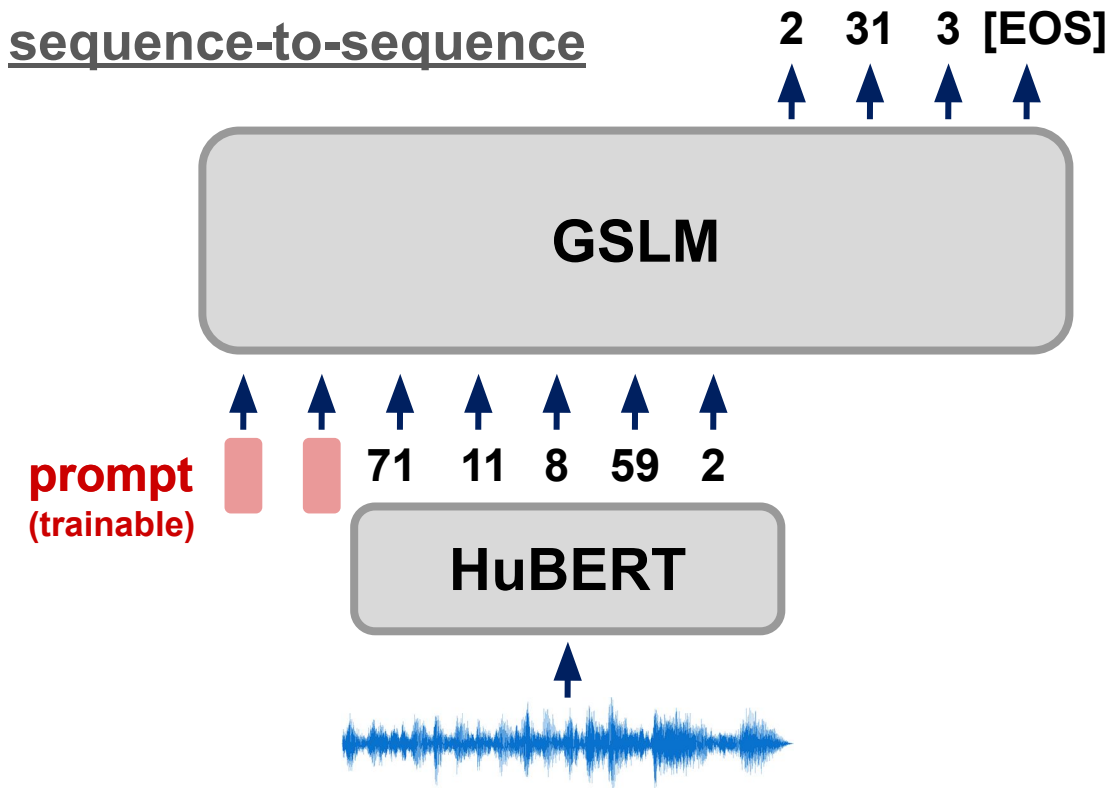 sequence-to-sequence
2 31 3 [EOS]
GSLM
prompt
(trainable)
71 11 8 59 2
HuBERT